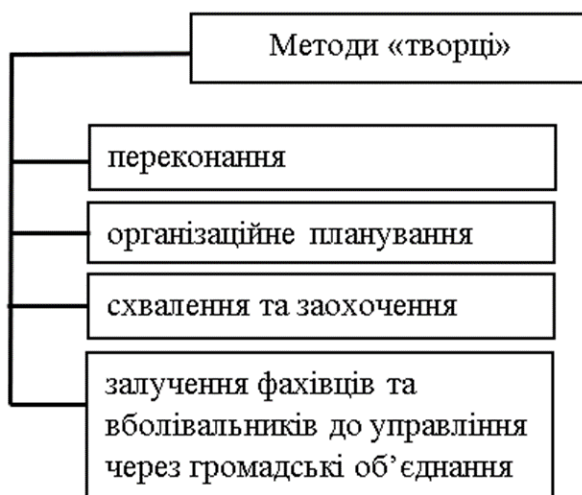 Методи «творці»
переконання
організаційне планування
схвалення та заохочення
залучення фахівців та
вболівальників до управління
через громадські об’єднання